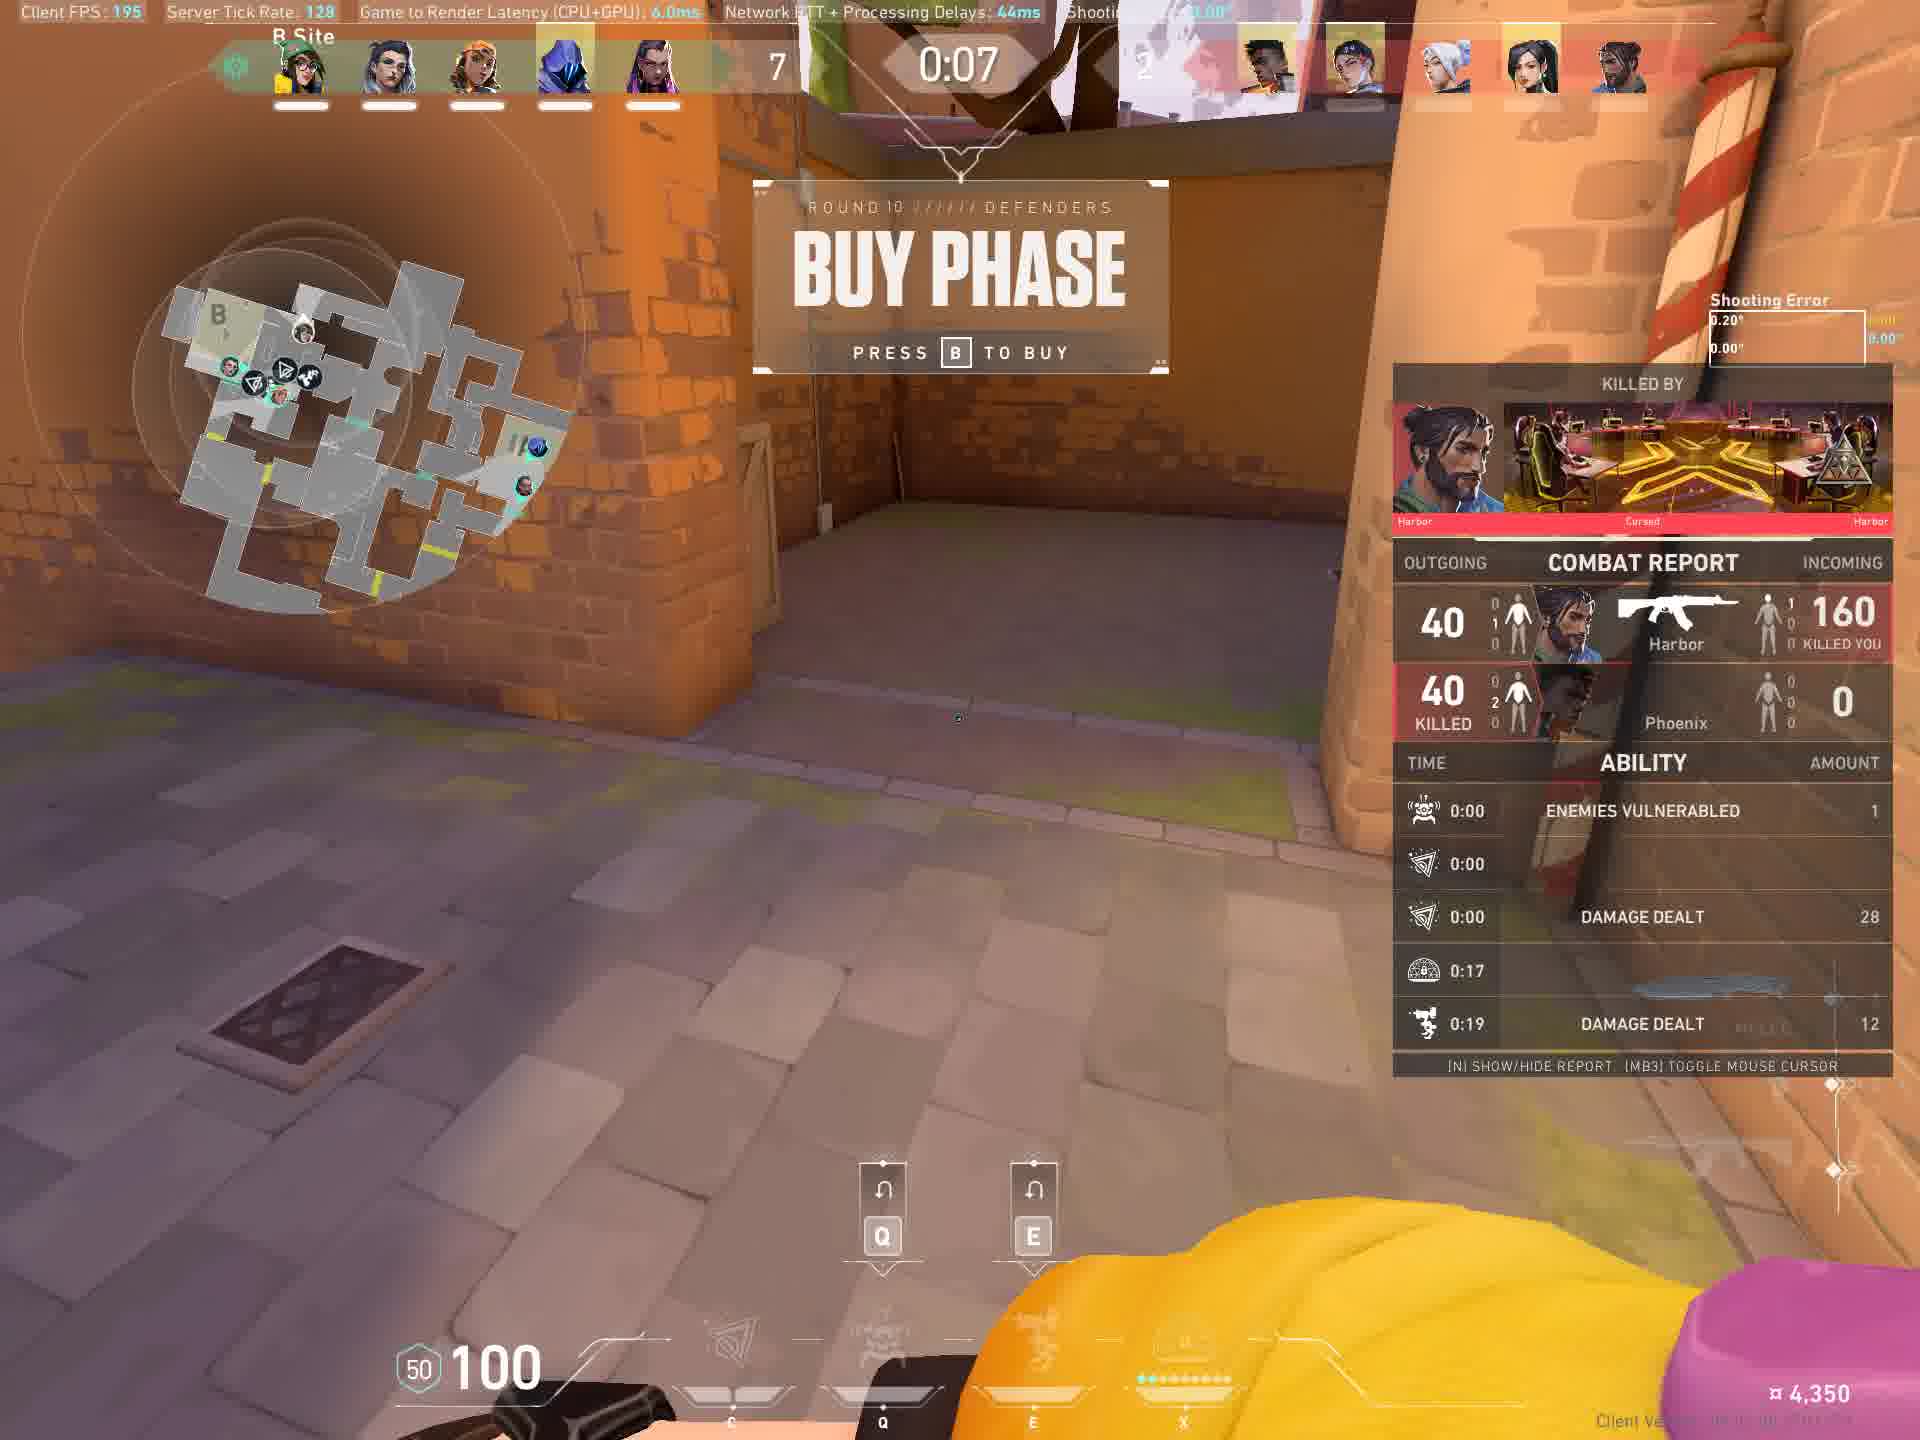 Client FPS: 195 Server Tick Rate: 128 Game to Render Latency (CPU+GPU): 6.0ms Network RTT + Processing Delays: 44ms Shooti 0.00°
B Site
7 0:07 2
ROUND 10 ////// DEFENDERS
BUY PHASE
PRESS B TO BUY
B
Shooting Error
0.20°
0.00°
0.00°
KILLED BY
Harbor Cursed Harbor
OUTGOING COMBAT REPORT INCOMING
40 0 1 0 Harbor 1 0 0 160 KILLED YOU
40 KILLED 0 2 0 Phoenix 0 0 0 0
TIME ABILITY AMOUNT
0:00 ENEMIES VULNERABLED 1
0:00
0:00 DAMAGE DEALT 28
0:17
0:19 DAMAGE DEALT 12
[N] SHOW/HIDE REPORT [MB3] TOGGLE MOUSE CURSOR
Q E
50 100
C Q E X
¤ 4,350